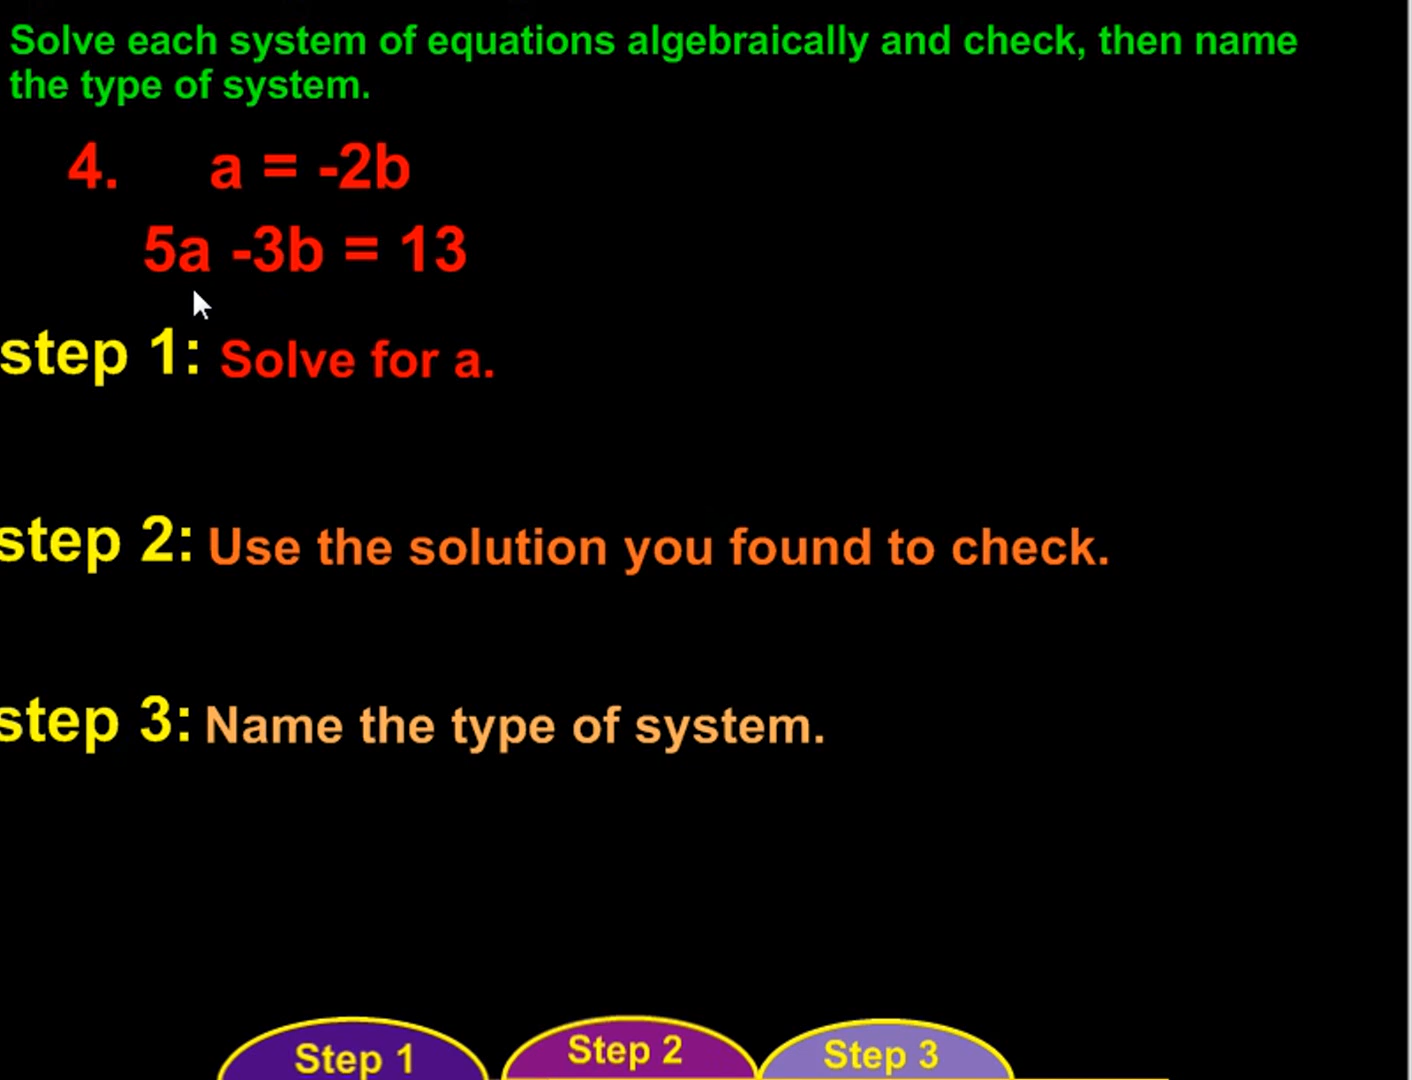 Solve each system of equations algebraically and check, then name
the type of system.
4. a = -2b
5a -3b = 13
step 1: Solve for a.
step 2: Use the solution you found to check.
step 3: Name the type of system.
Step 1 Step 2 Step 3